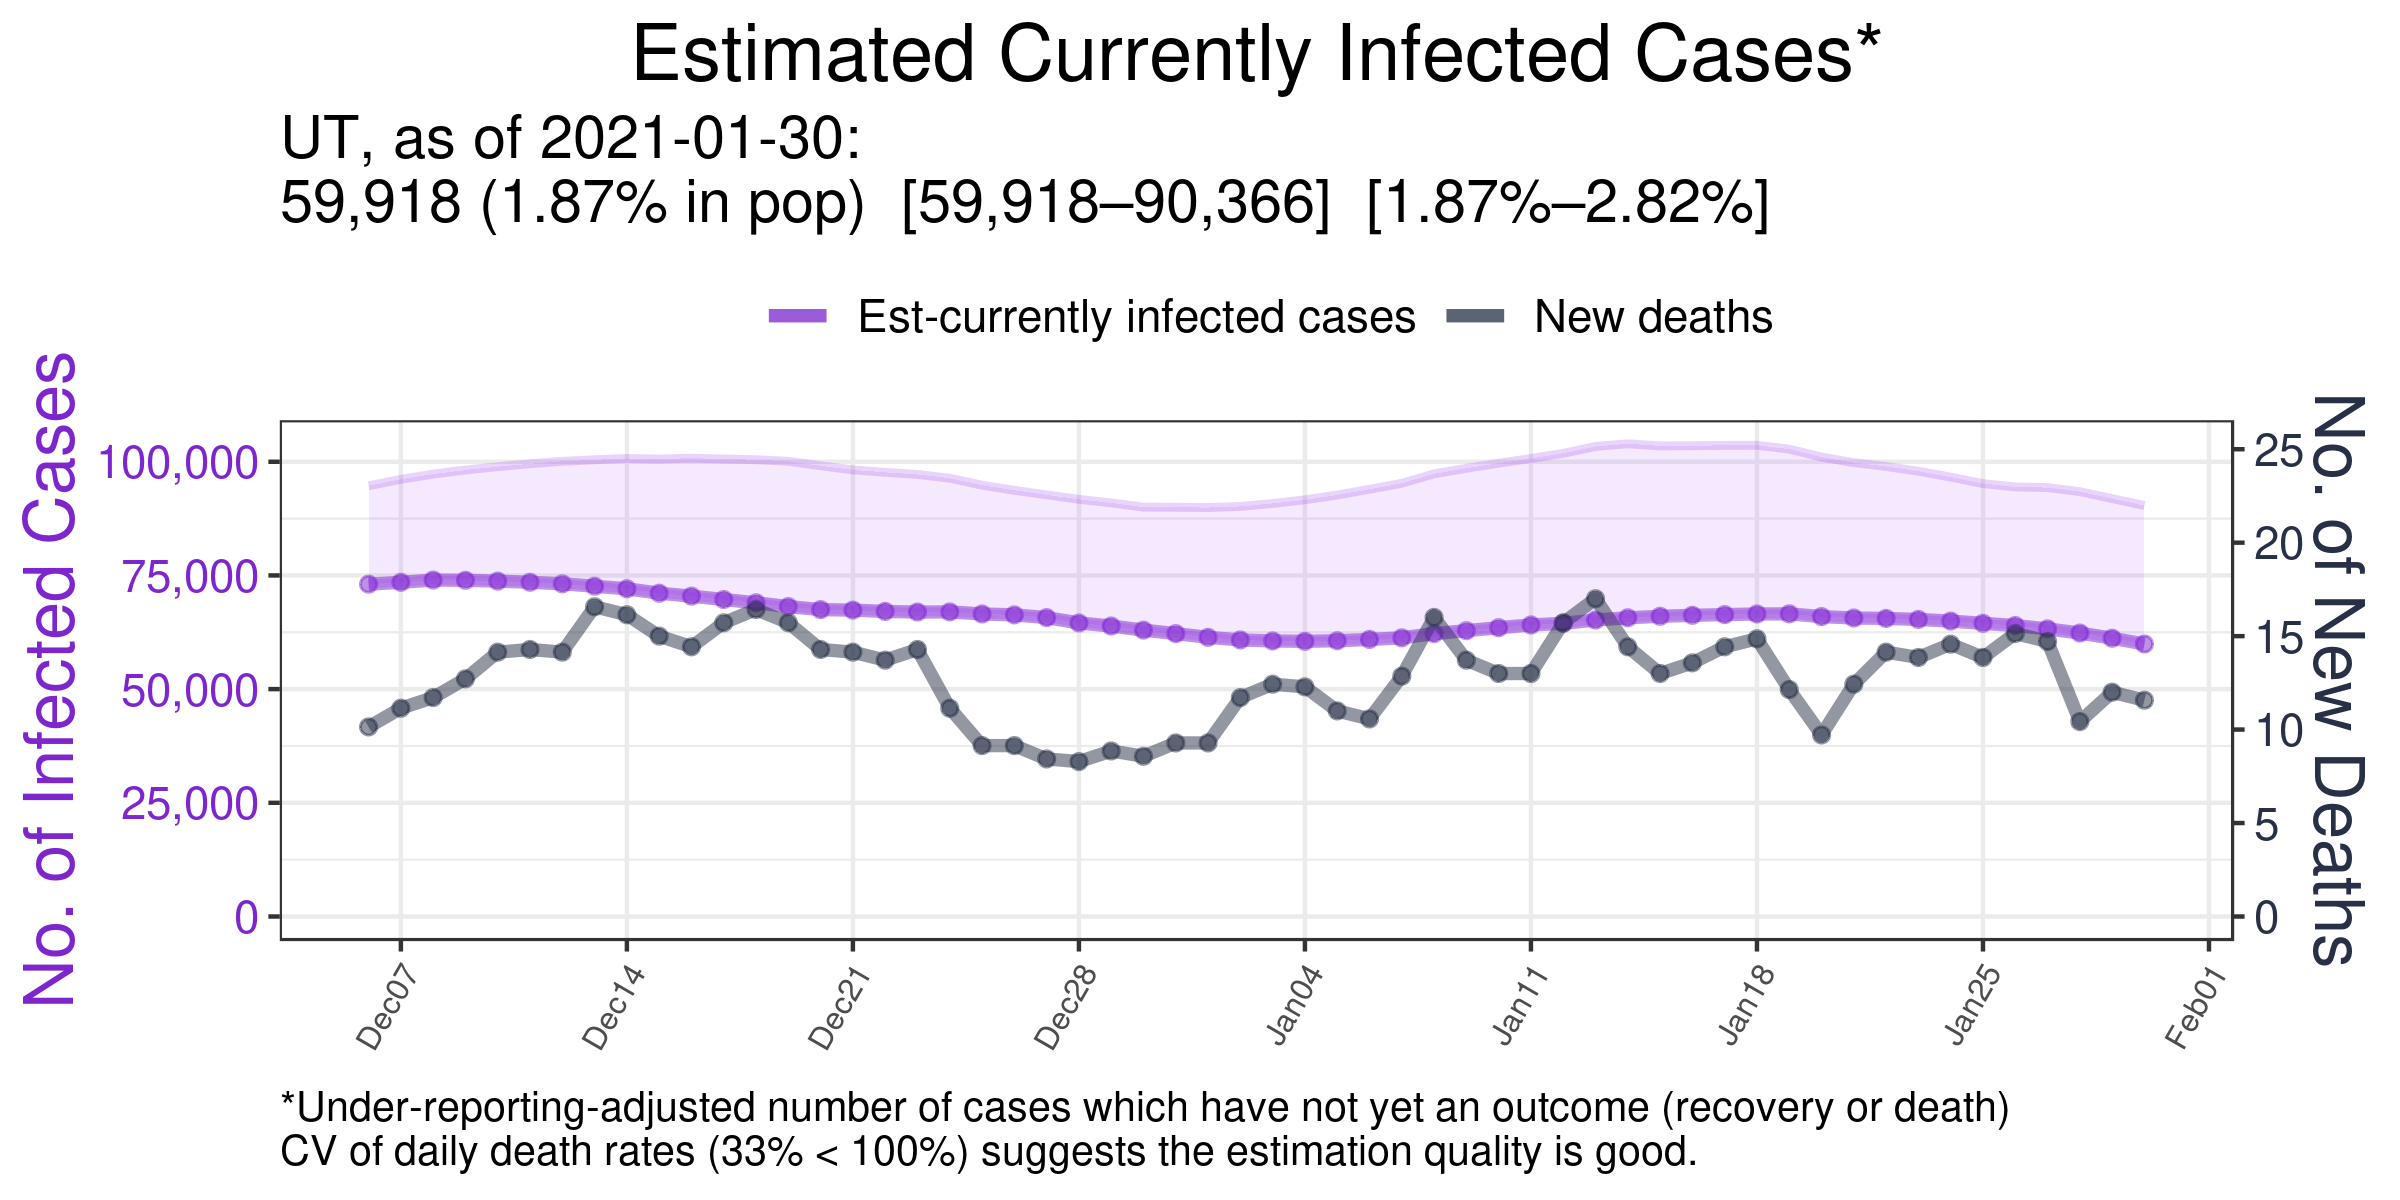 Estimated Currently Infected Cases*
UT, as of 2021-01-30:
59,918 (1.87% in pop)  [59,918–90,366]  [1.87%–2.82%]
Est-currently infected cases
New deaths
No. of Infected Cases
100,000
75,000
50,000
25,000
0
25
20
15
10
5
0
No. of New Deaths
Dec07
Dec14
Dec21
Dec28
Jan04
Jan11
Jan18
Jan25
Feb01
*Under-reporting-adjusted number of cases which have not yet an outcome (recovery or death)
CV of daily death rates (33% < 100%) suggests the estimation quality is good.